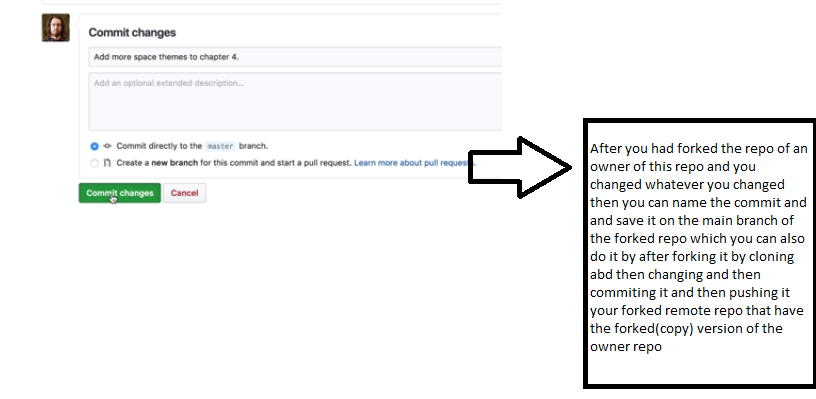 Commit changes
Add more space themes to chapter 4.
Add an optional extended description...
Commit directly to the master branch.
Create a new branch for this commit and start a pull request. Learn more about pull requests.
Commit changes
Cancel
After you had forked the repo of an
owner of this repo and you
changed whatever you changed
then you can name the commit and
and save it on the main branch of
the forked repo which you can also
do it by after forking it by cloning
abd then changing and then
commiting it and then pushing it
your forked remote repo that have
the forked(copy) version of the
owner repo